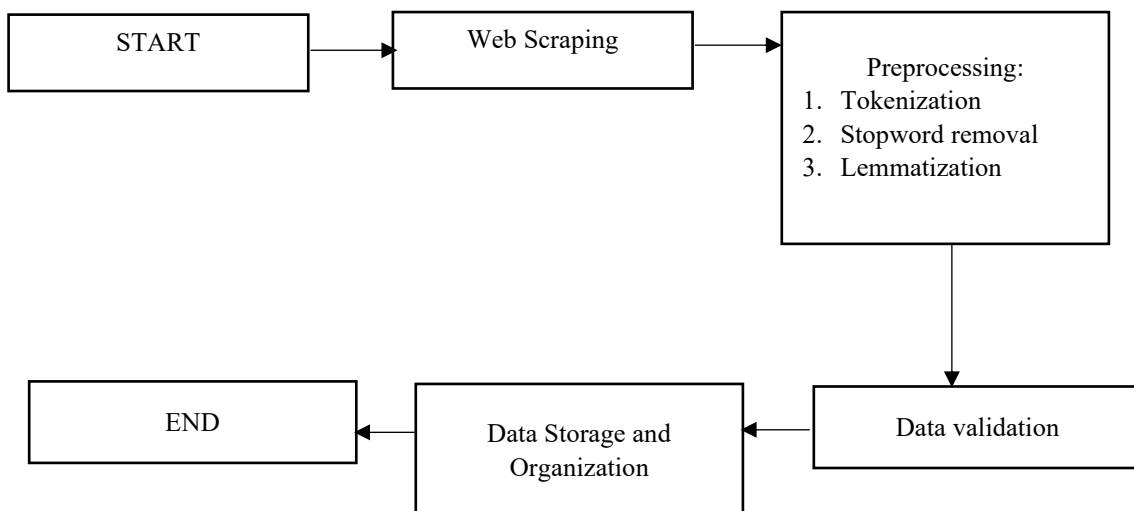 START
Web Scraping
Preprocessing:
1. Tokenization
2. Stopword removal
3. Lemmatization
Data validation
Data Storage and
Organization
END